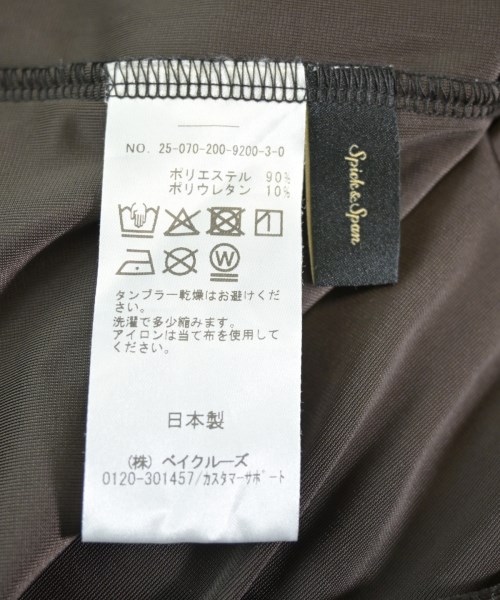 NO. 25-070-200-9200-3-0
ポリエステル 90%
ポリウレタン 10%
W
タンブラー乾燥はお避けくださ
い。
洗濯で多少縮みます。
アイロンは当て布を使用して
ください。
日本製
(株) ベイクルーズ
0120-301457/カスタマーサポート
Spick&Span